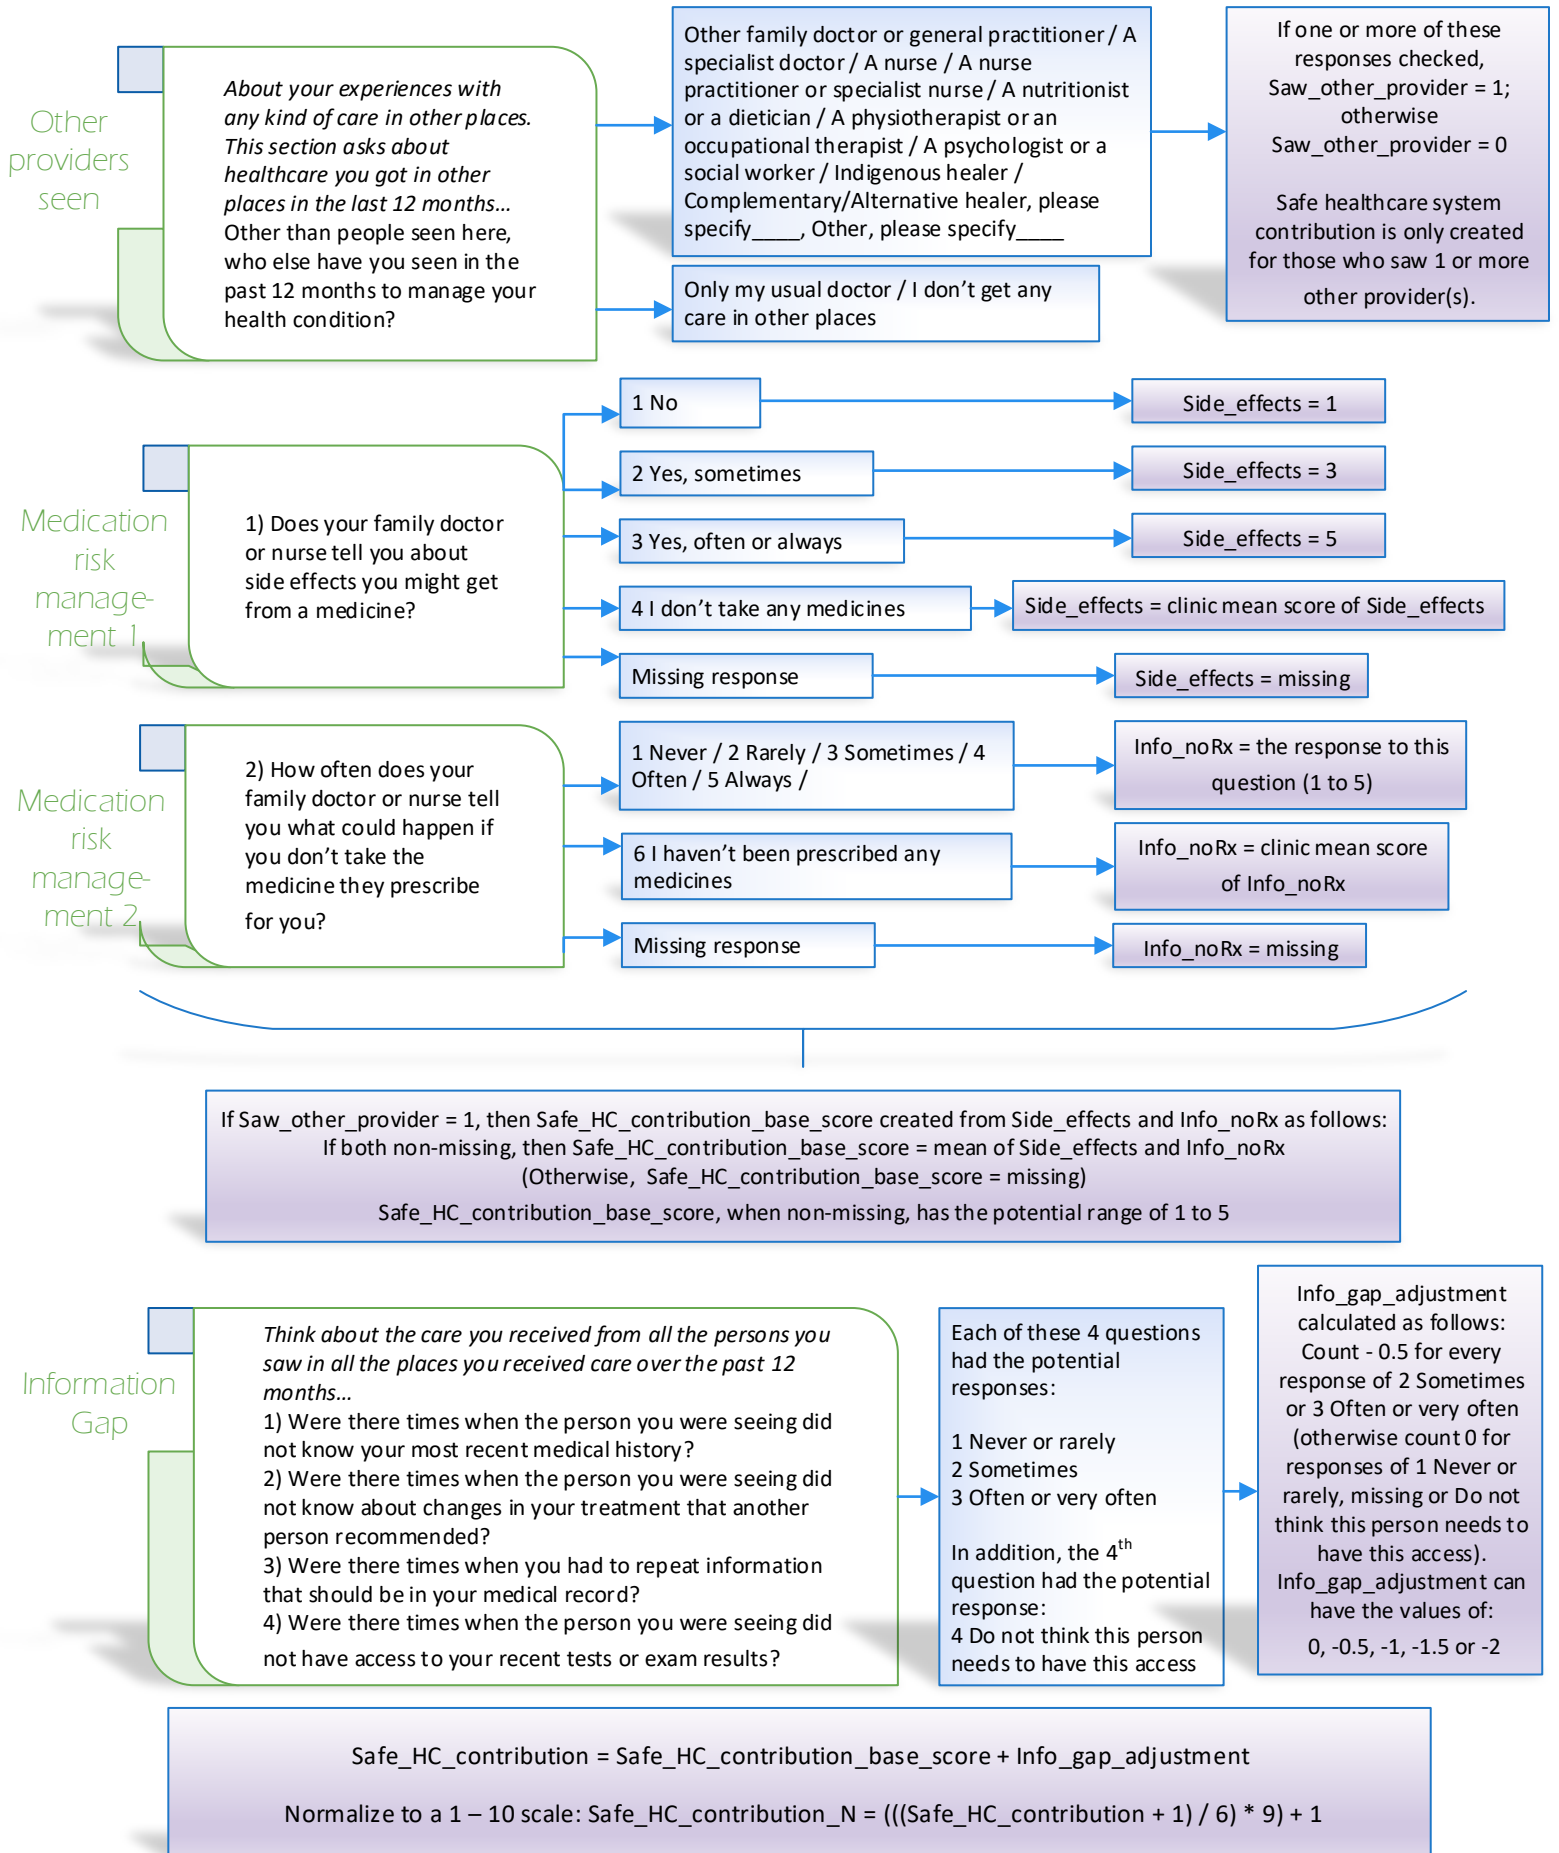 Other
providers
seen
About your experiences with
any kind of care in other places.
This section asks about
healthcare you got in other
places in the last 12 months...
Other than people seen here,
who else have you seen in the
past 12 months to manage your
health condition?
Other family doctor or general practitioner / A
specialist doctor / A nurse / A nurse
practitioner or specialist nurse / A nutritionist
or a dietician / A physiotherapist or an
occupational therapist / A psychologist or a
social worker / Indigenous healer /
Complementary/Alternative healer, please
specify____, Other, please specify____
Only my usual doctor / I don't get any
care in other places
If one or more of these
responses checked,
Saw_other_provider = 1;
otherwise
Saw_other_provider = 0
Safe healthcare system
contribution is only created
for those who saw 1 or more
other provider(s).
Medication
risk
manage-
ment 1
1) Does your family doctor
or nurse tell you about
side effects you might get
from a medicine?
1 No
Side_effects = 1
2 Yes, sometimes
Side_effects = 3
3 Yes, often or always
Side_effects = 5
4 I don't take any medicines
Side_effects = clinic mean score of Side_effects
Missing response
Side_effects = missing
Medication
risk
manage-
ment 2
2) How often does your
family doctor or nurse tell
you what could happen if
you don't take the
medicine they prescribe
for you?
1 Never / 2 Rarely / 3 Sometimes / 4
Often / 5 Always /
Info_noRx = the response to this
question (1 to 5)
6 I haven't been prescribed any
medicines
Info_noRx = clinic mean score
of Info_noRx
Missing response
Info_noRx = missing
If Saw_other_provider = 1, then Safe_HC_contribution_base_score created from Side_effects and Info_noRx as follows:
If both non-missing, then Safe_HC_contribution_base_score = mean of Side_effects and Info_noRx
(Otherwise, Safe_HC_contribution_base_score = missing)
Safe_HC_contribution_base_score, when non-missing, has the potential range of 1 to 5
Information
Gap
Think about the care you received from all the persons you
saw in all the places you received care over the past 12
months...
1) Were there times when the person you were seeing did
not know your most recent medical history?
2) Were there times when the person you were seeing did
not know about changes in your treatment that another
person recommended?
3) Were there times when you had to repeat information
that should be in your medical record?
4) Were there times when the person you were seeing did
not have access to your recent tests or exam results?
Each of these 4 questions
had the potential
responses:
1 Never or rarely
2 Sometimes
3 Often or very often
In addition, the 4th
question had the potential
response:
4 Do not think this person
needs to have this access
Info_gap_adjustment
calculated as follows:
Count - 0.5 for every
response of 2 Sometimes
or 3 Often or very often
(otherwise count 0 for
responses of 1 Never or
rarely, missing or Do not
think this person needs to
have this access).
Info_gap_adjustment can
have the values of:
0, -0.5, -1, -1.5 or -2
Safe_HC_contribution = Safe_HC_contribution_base_score + Info_gap_adjustment
Normalize to a 1 – 10 scale: Safe_HC_contribution_N = (((Safe_HC_contribution + 1) / 6) * 9) + 1